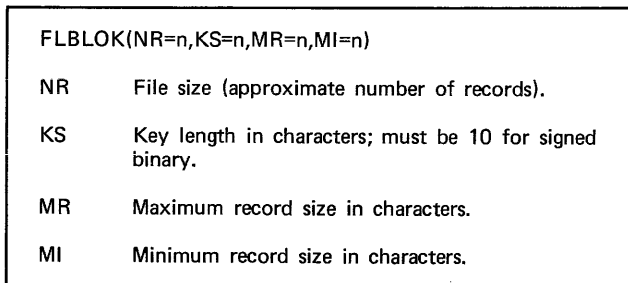 FLBLOK(NR=n,KS=n,MR=n,MI=n)
NR File size (approximate number of records).
KS Key length in characters; must be 10 for signed
binary.
MR Maximum record size in characters.
MI Minimum record size in characters.